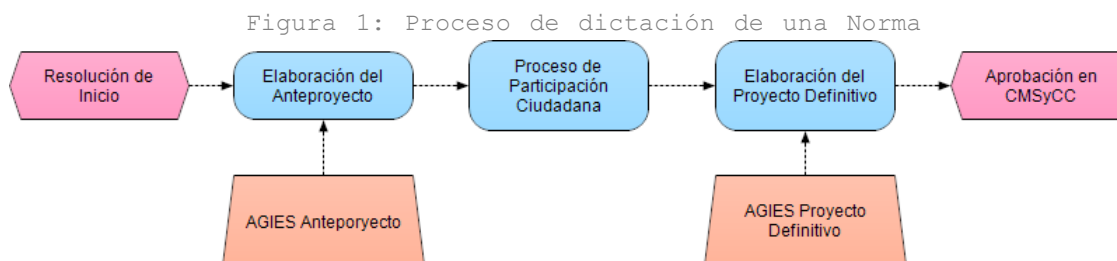 Figura 1: Proceso de dictación de una Norma
Resolución de
Inicio
Elaboración del
Anteproyecto
Proceso de
Participación
Ciudadana
Elaboración del
Proyecto Definitivo
Aprobación en
CMSyCC
AGIES Anteporyecto
AGIES Proyecto
Definitivo